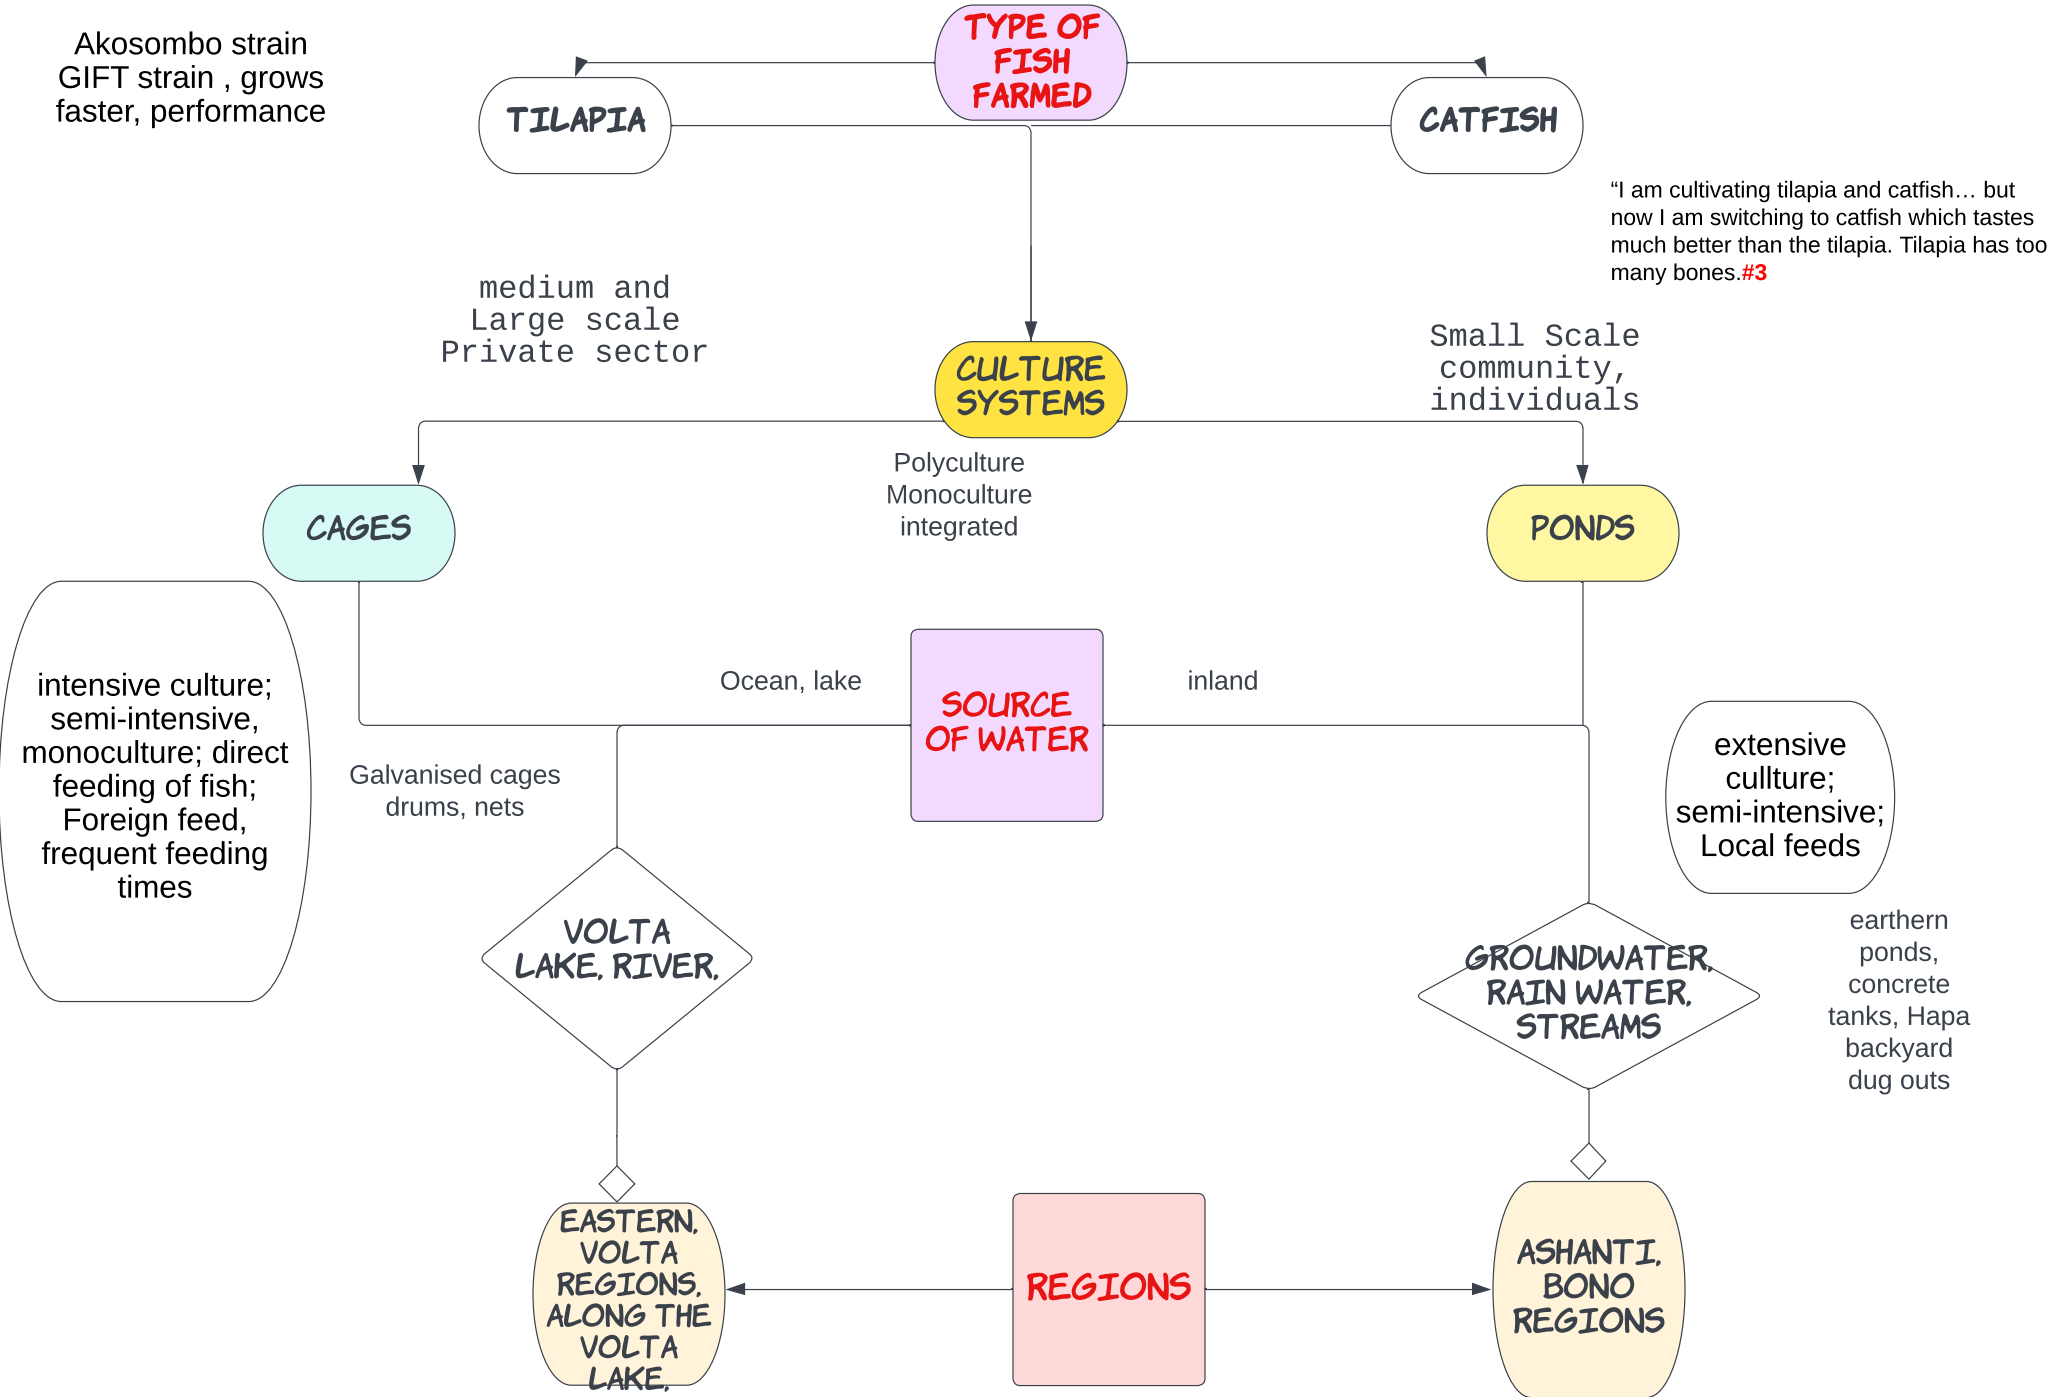 Akosombo strain
GIFT strain , grows
faster, performance
TYPE OF
FISH
FARMED
TILAPIA
CATFISH
“I am cultivating tilapia and catfish… but
now I am switching to catfish which tastes
much better than the tilapia. Tilapia has too
many bones.#3
medium and
Large scale
Private sector
Small Scale
community,
individuals
CULTURE
SYSTEMS
Polyculture
Monoculture
integrated
CAGES
PONDS
intensive culture;
semi-intensive,
monoculture; direct
feeding of fish;
Foreign feed,
frequent feeding
times
Ocean, lake
SOURCE
OF WATER
inland
Galvanised cages
drums, nets
extensive
cullture;
semi-intensive;
Local feeds
VOLTA
LAKE, RIVER,
GROUNDWATER,
RAIN WATER,
STREAMS
earthern
ponds,
concrete
tanks, Hapa
backyard
dug outs
EASTERN,
VOLTA
REGIONS,
ALONG THE
VOLTA
LAKE,
REGIONS
ASHANTI,
BONO
REGIONS